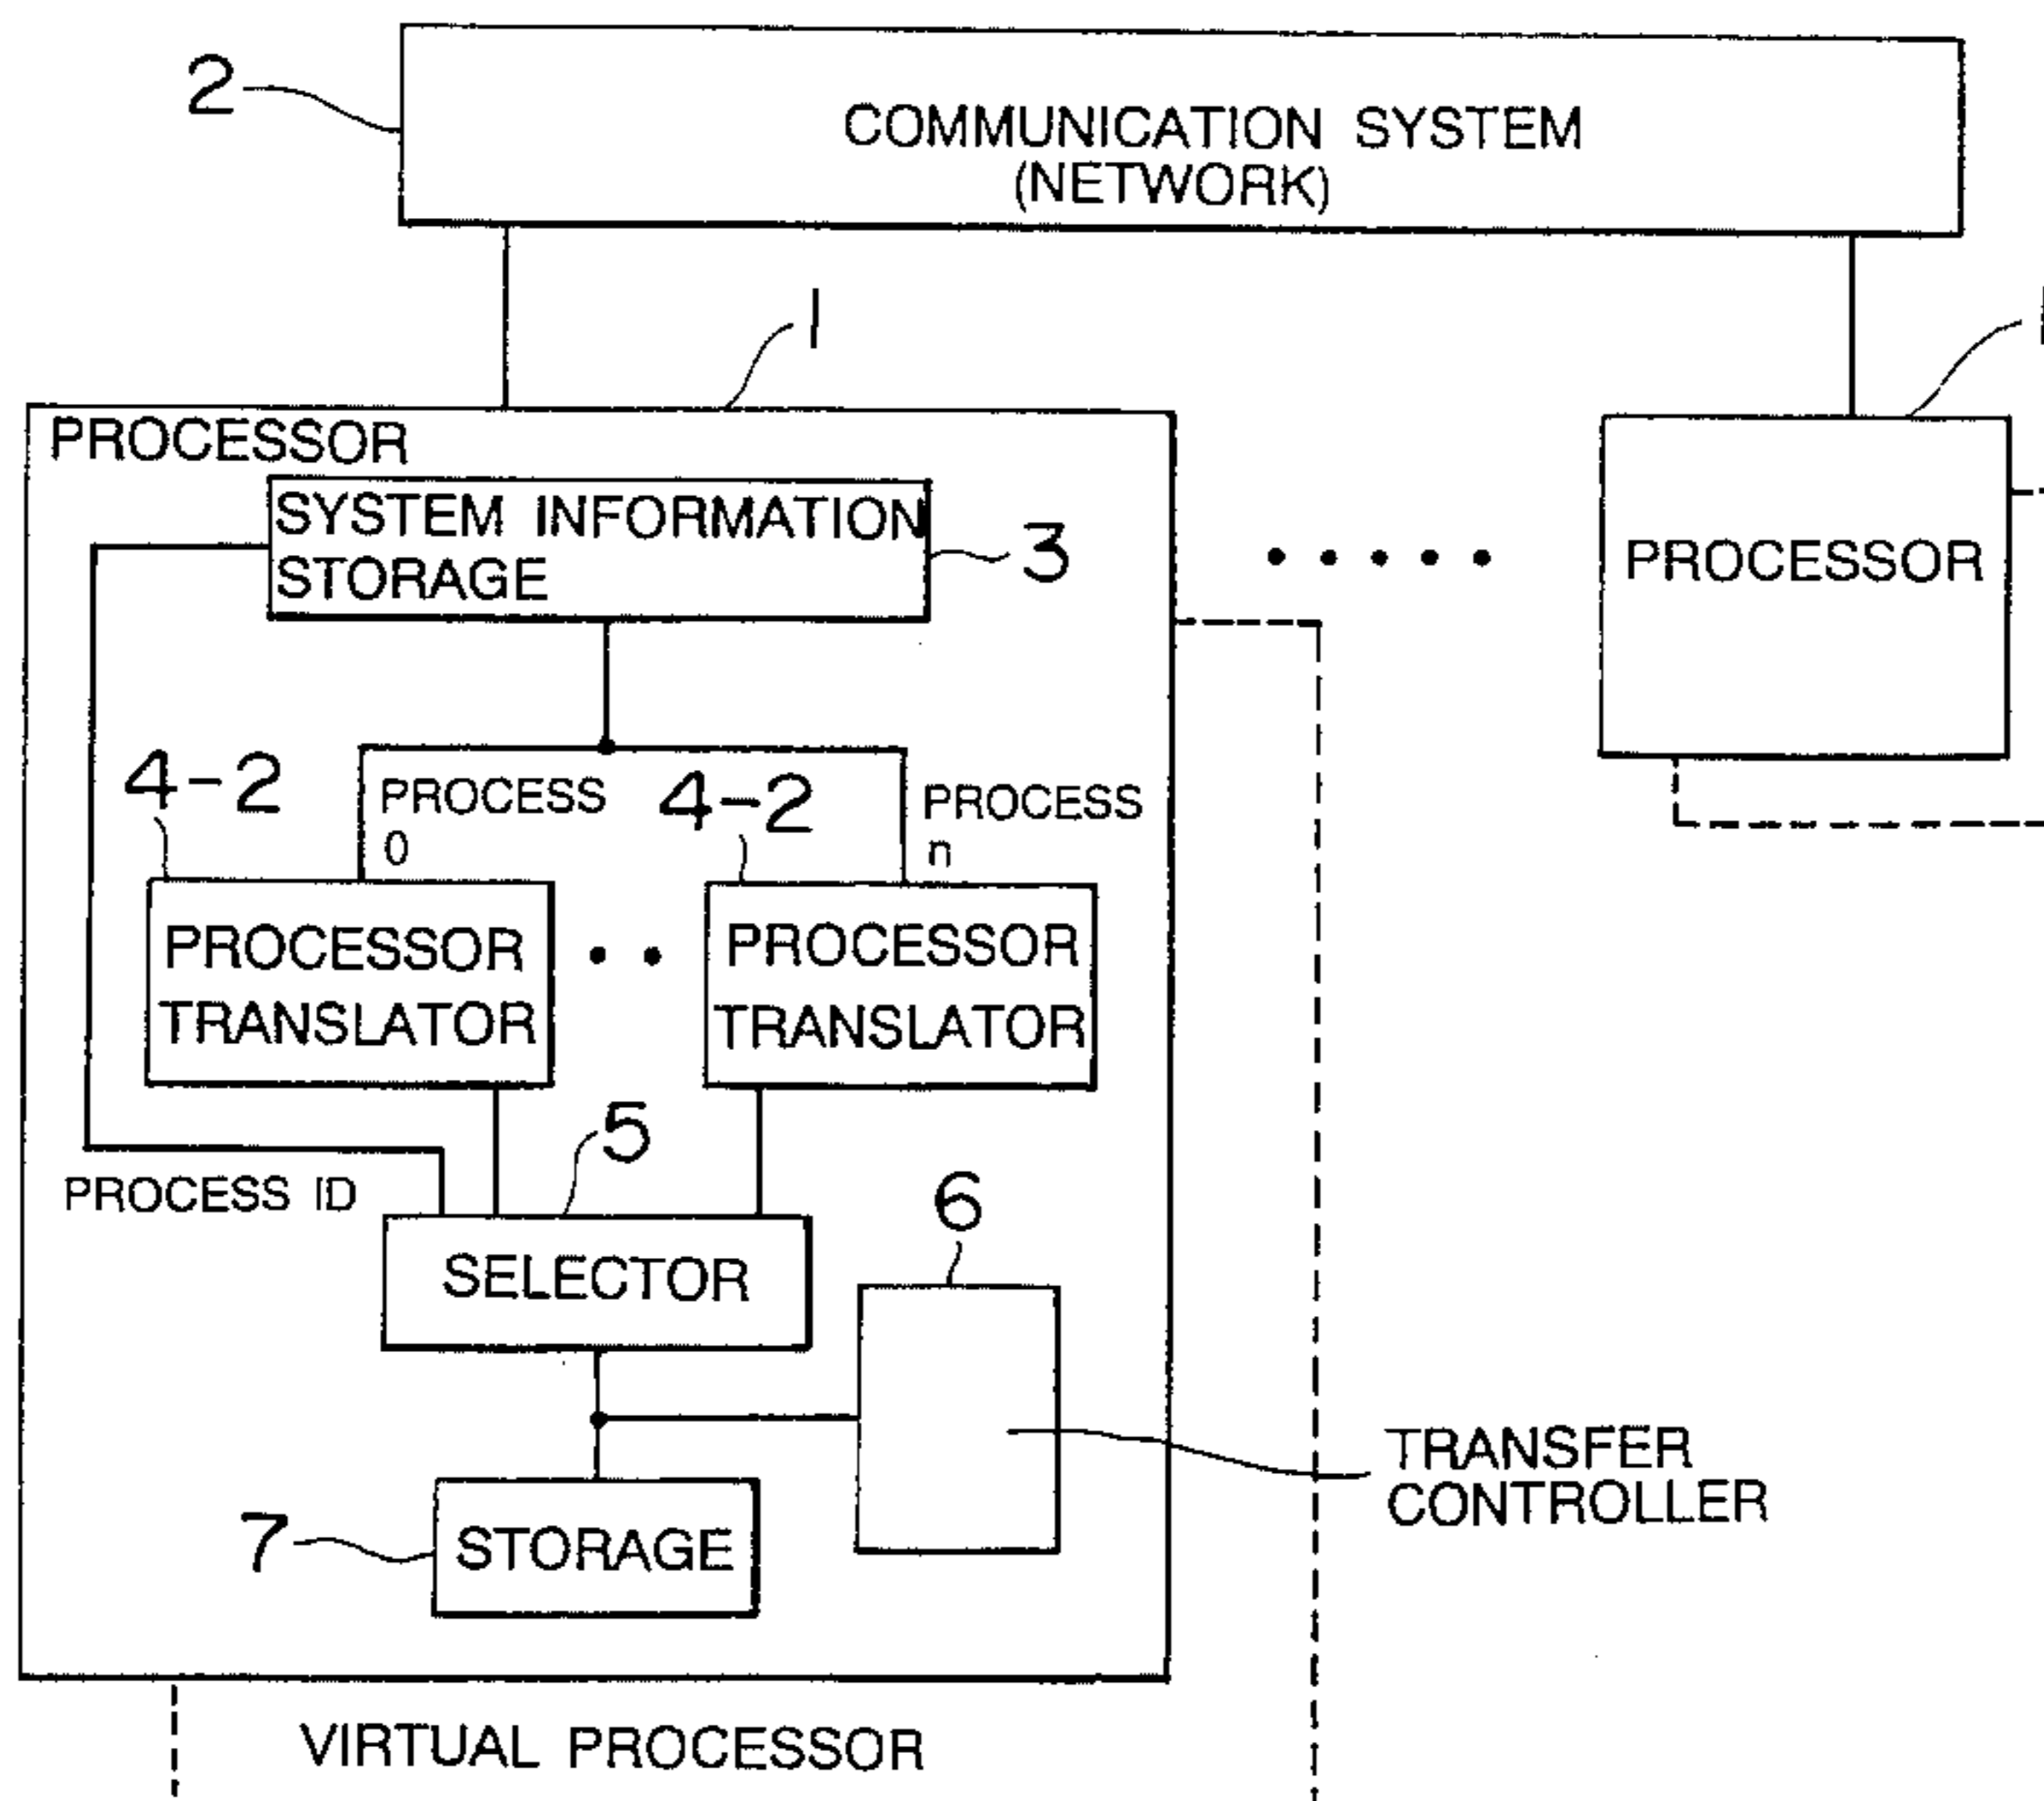 2
COMMUNICATION SYSTEM
(NETWORK)
1
PROCESSOR
SYSTEM INFORMATION
STORAGE
3
PROCESSOR
4-2
PROCESS
0
4-2
PROCESS
n
PROCESSOR
TRANSLATOR
PROCESSOR
TRANSLATOR
5
PROCESS ID
6
SELECTOR
TRANSFER
CONTROLLER
7
STORAGE
VIRTUAL PROCESSOR